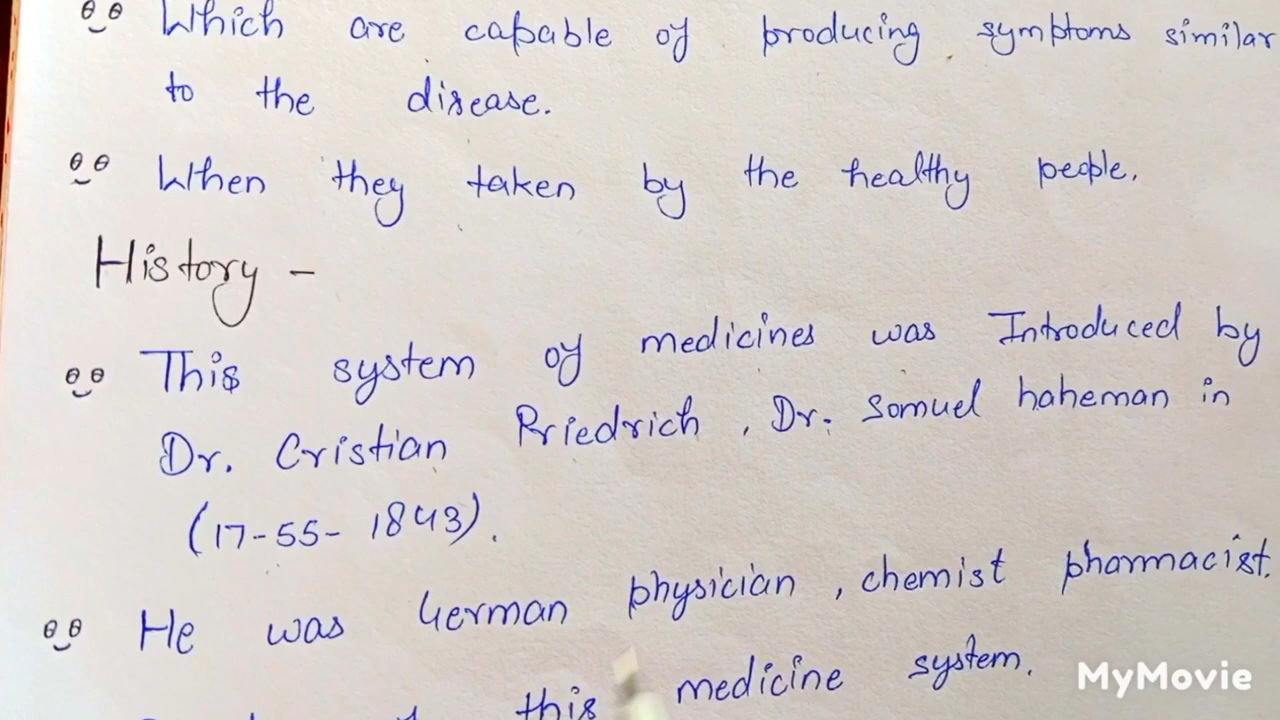 Which are capable of producing symptoms similar
to the disease.
When they taken by the healthy people.
History -
This system of medicines was Introduced by
Dr. Cristian Priedrich, Dr. Somuel haheman in
(17-55- 1843).
He was German physician, chemist pharmacist.
this medicine system.
MyMovie